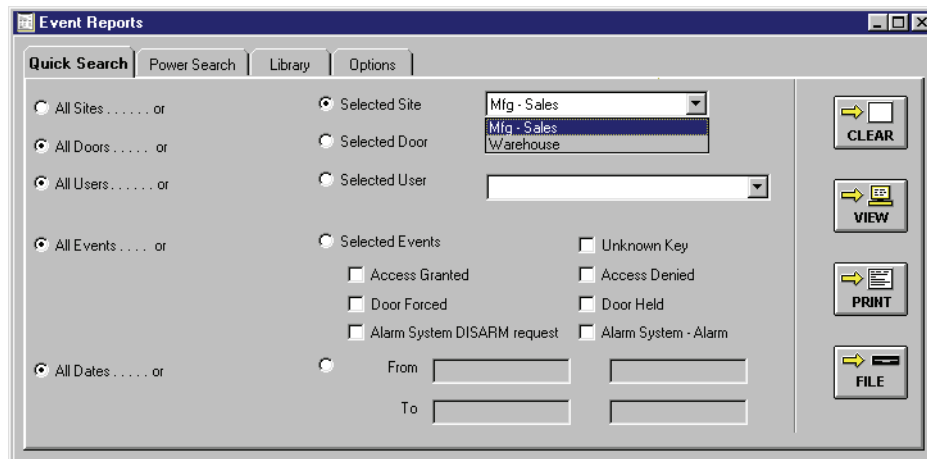 Event Reports
Quick Search Power Search Library Options
All Sites . . . . . . or Selected Site Mfg - Sales
Mfg - Sales
CLEAR
All Doors . . . . . or Selected Door Warehouse
All Users . . . . . . or Selected User
VIEW
All Events . . . . or Selected Events Unknown Key
Access Granted Access Denied
Door Forced Door Held
PRINT
Alarm System DISARM request Alarm System - Alarm
All Dates . . . . . or From
FILE
To